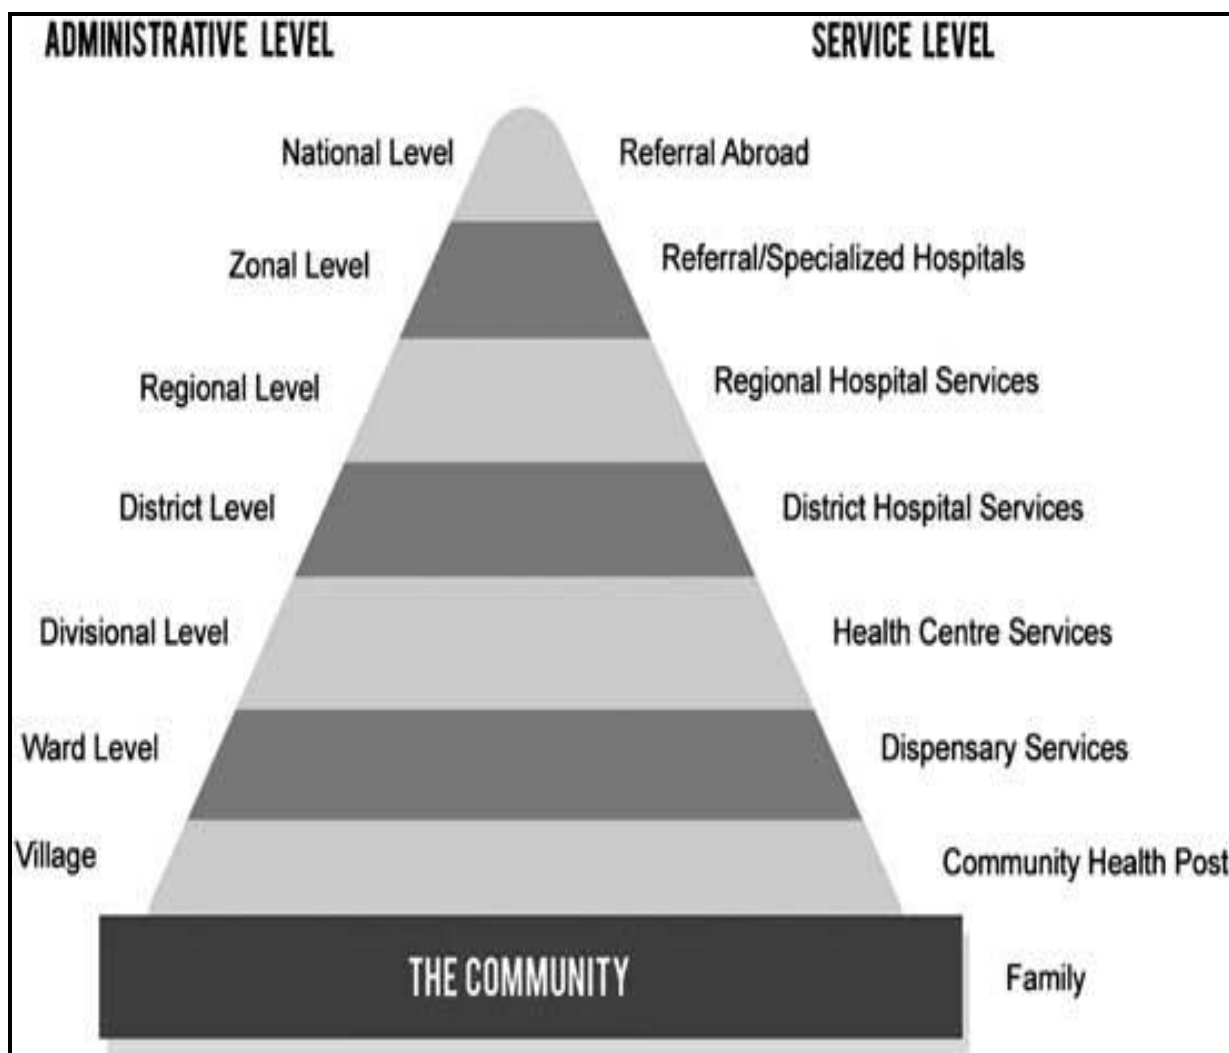 ADMINISTRATIVE LEVEL
SERVICE LEVEL
National Level
Referral Abroad
Zonal Level
Referral/Specialized Hospitals
Regional Level
Regional Hospital Services
District Level
District Hospital Services
Divisional Level
Health Centre Services
Ward Level
Dispensary Services
Village
Community Health Post
THE COMMUNITY
Family